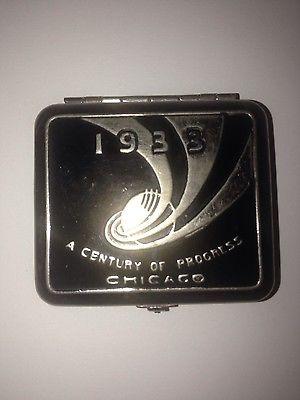 1933
A CENTURY OF PROGRESS
CHICAGO